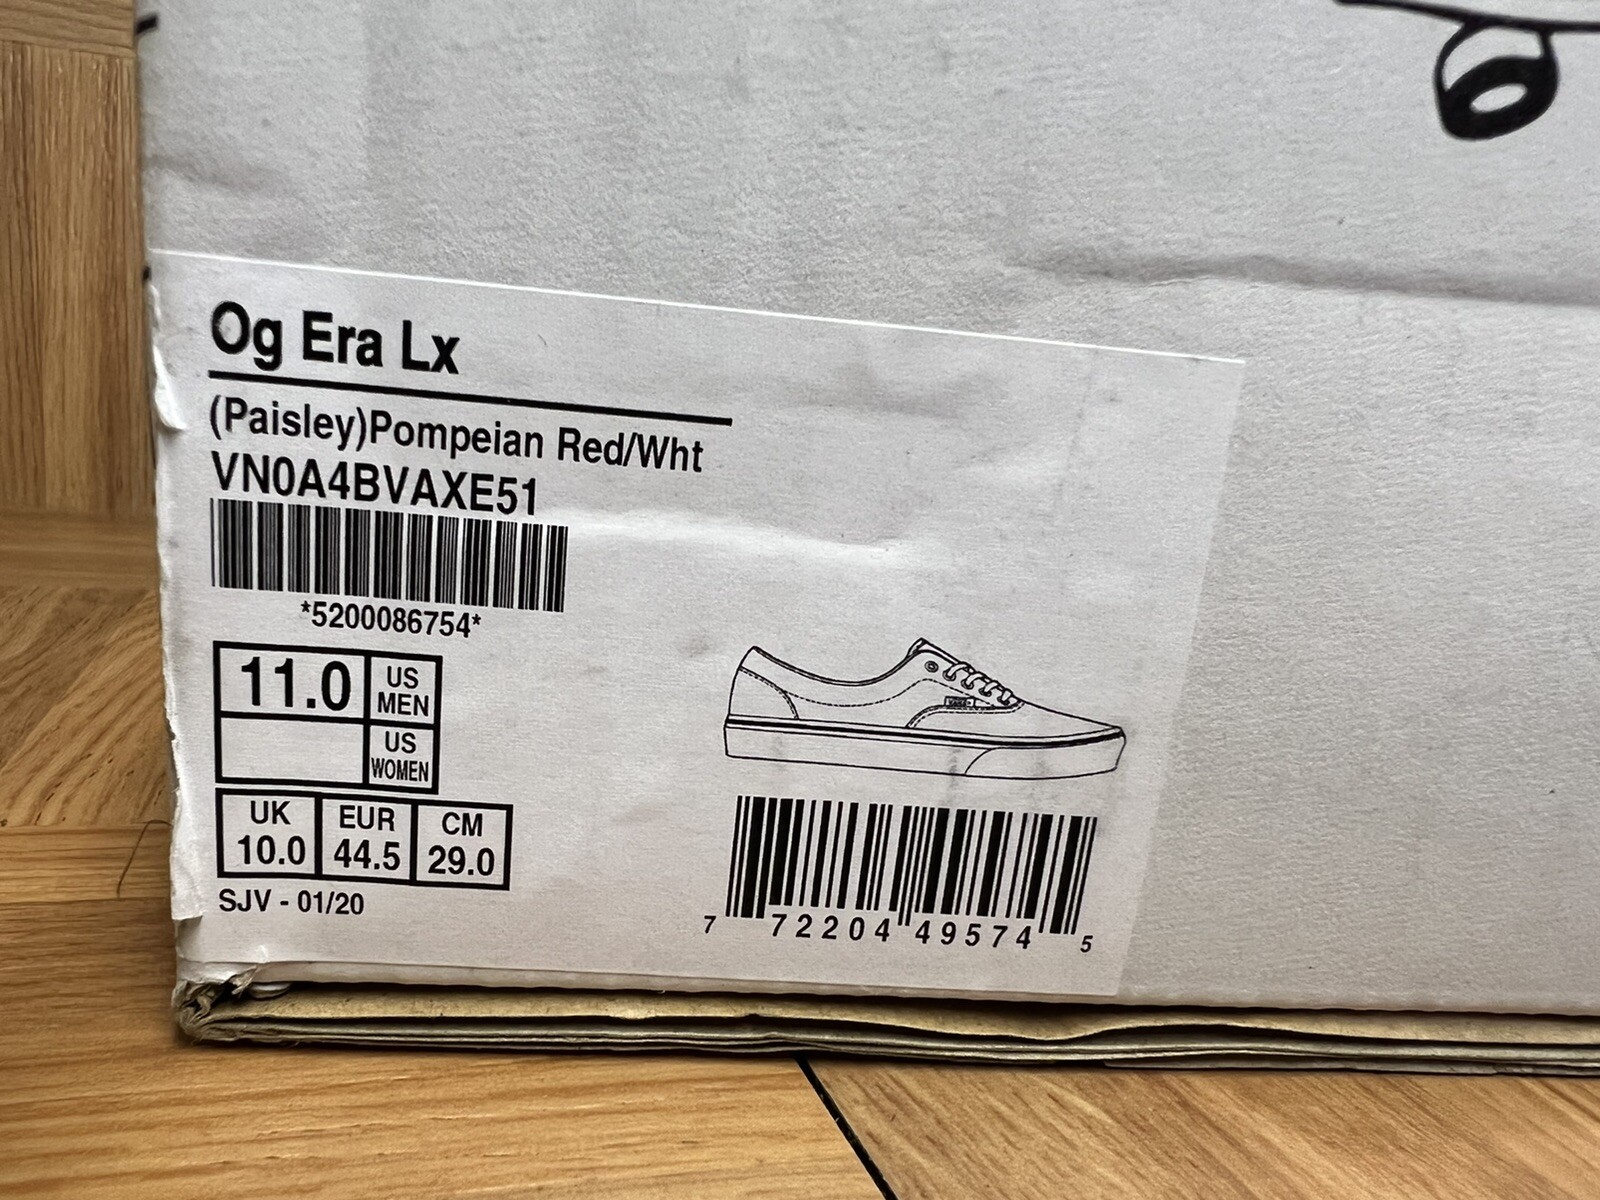 Og Era Lx
(Paisley)Pompeian Red/Wht
VN0A4BVAXE51
*5200086754*
11.0 US MEN
US WOMEN
UK EUR CM
10.0 44.5 29.0
SJV - 01/20
VANS
7 72204 49574 5